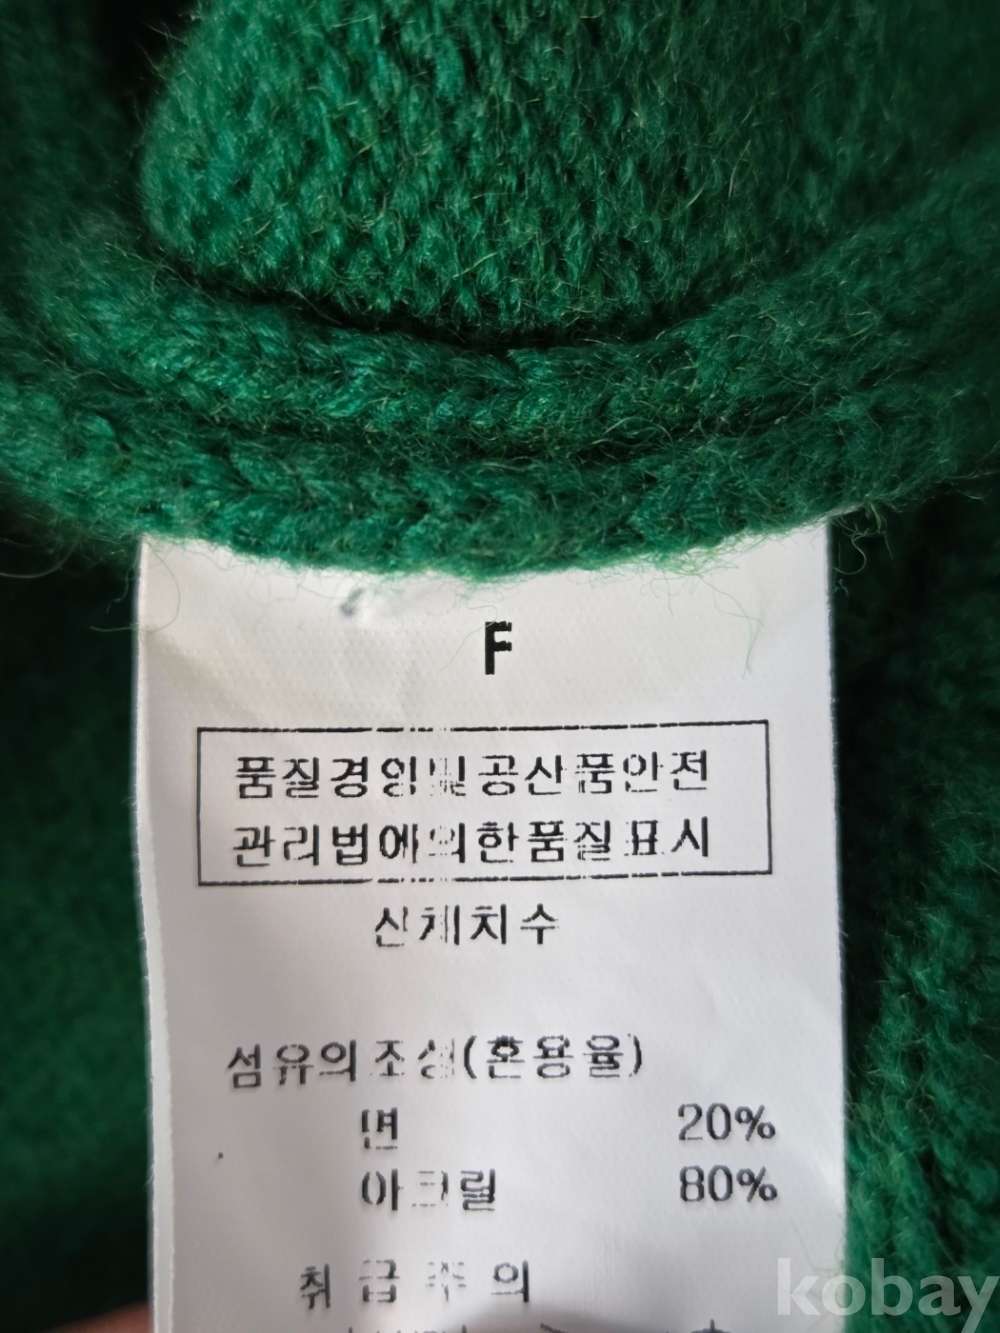 F
품질경영및공산품안전
관리법에의한품질표시
신체치수
섬유의 조성(혼용율)
면 20%
아크릴 80%
취 급 주 의
kobay